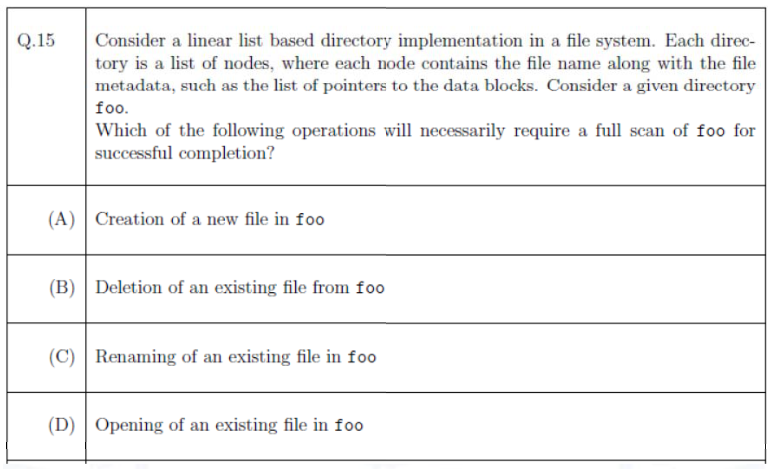 Q.15
Consider a linear list based directory implementation in a file system. Each direc-
tory is a list of nodes, where each node contains the file name along with the file
metadata, such as the list of pointers to the data blocks. Consider a given directory
foo.
Which of the following operations will necessarily require a full scan of foo for
successful completion?
(A) Creation of a new file in foo
(B) Deletion of an existing file from foo
(C) Renaming of an existing file in foo
(D) Opening of an existing file in foo